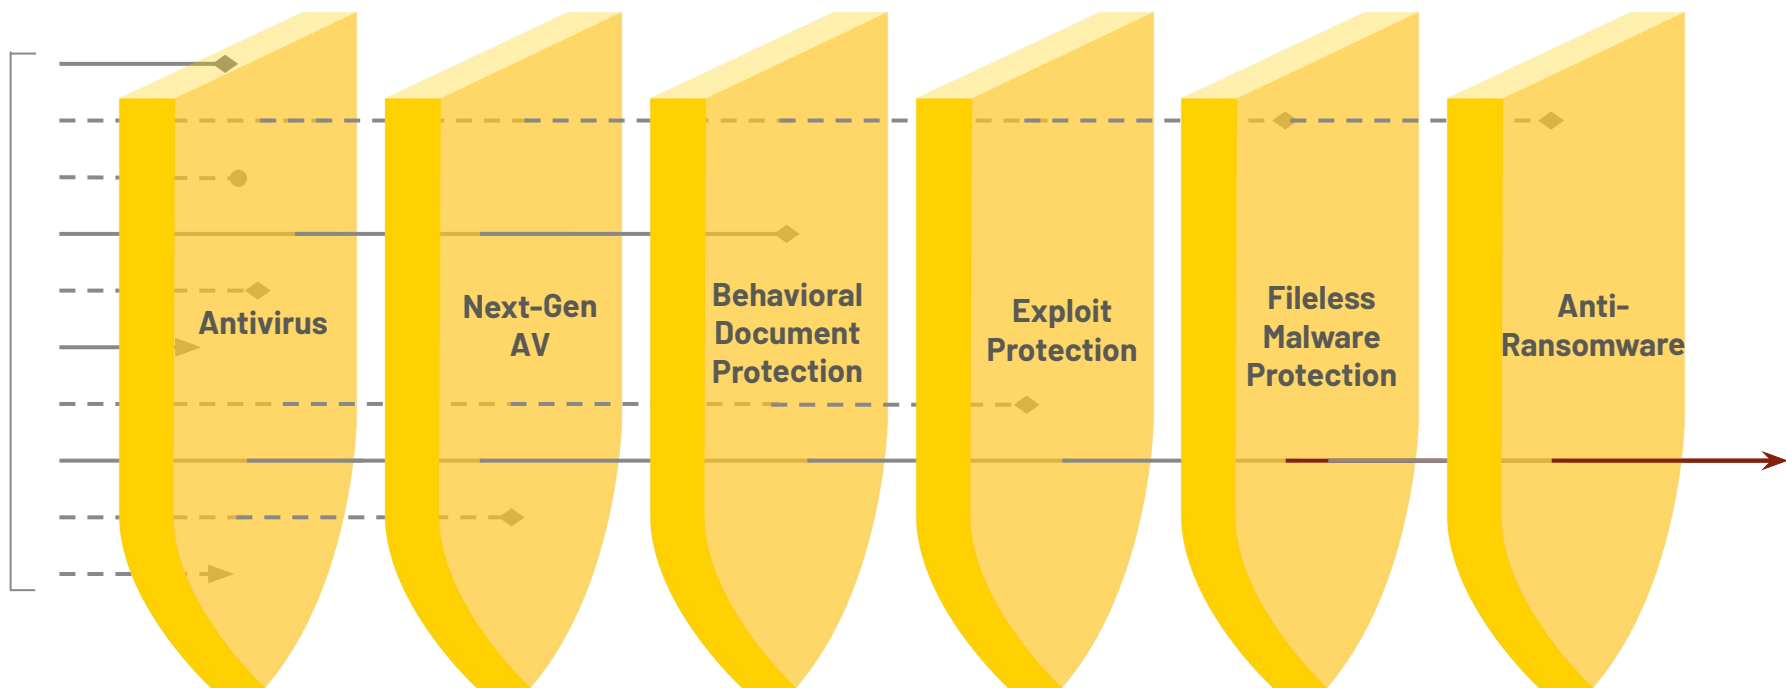 Antivirus
Next-Gen
AV
Behavioral
Document
Protection
Exploit
Protection
Fileless
Malware
Protection
Anti-
Ransomware